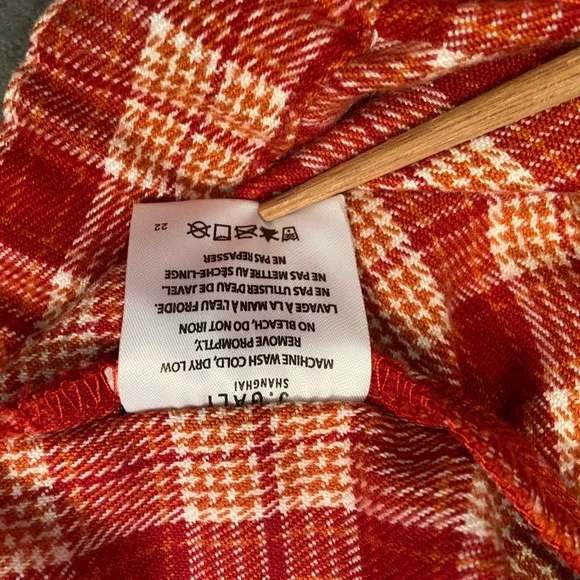 J.GALT
SHANGHAI
MACHINE WASH COLD, DRY LOW
REMOVE PROMPTLY,
NO BLEACH, DO NOT IRON
LAVAGE À LA MAIN À L'EAU FROIDE.
NE PAS UTILISER D'EAU DE JAVEL.
NE PAS METTRE AU SÈCHE-LINGE
NE PAS REPASSER
22